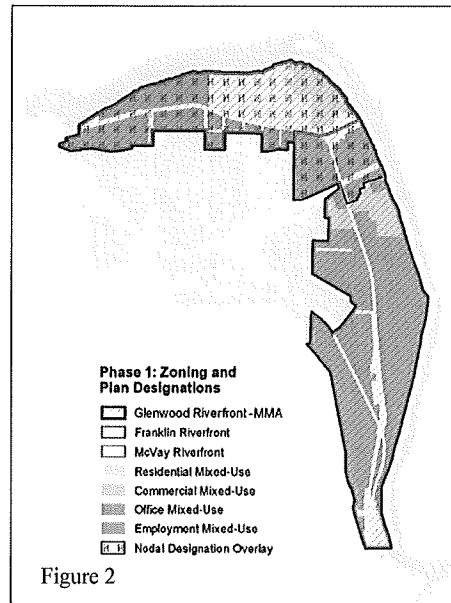 Phase 1: Zoning and
Plan Designations
Glenwood Riverfront-MMA
Franklin Riverfront
McVay Riverfront
Residential Mixed-Use
Commercial Mixed-Use
Office Mixed-Use
Employment Mixed-Use
Nodal Designation Overlay
Figure 2